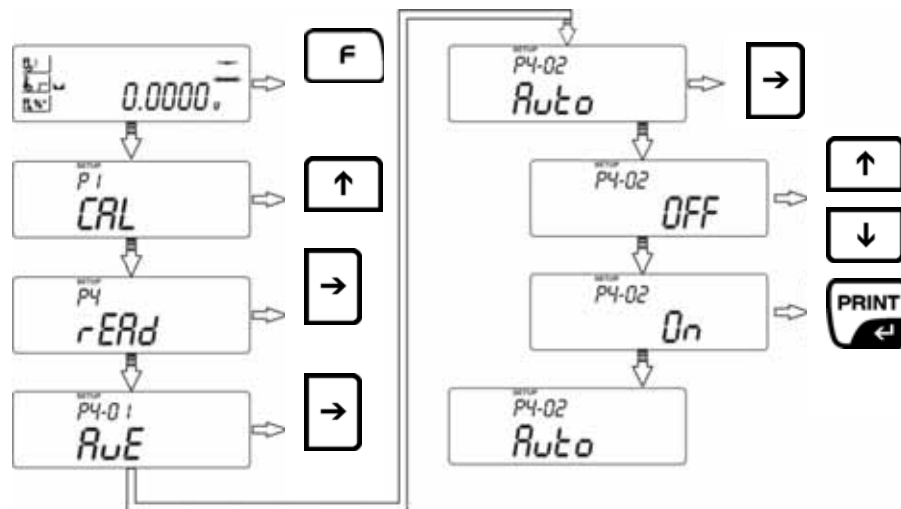 0.0000
F
SETUP
P1
CAL
SETUP
P4
rEAd
SETUP
P4-01
AvE
SETUP
P4-02
Auto
P4-02
OFF
SETUP
P4-02
On
PRINT
SETUP
P4-02
Auto